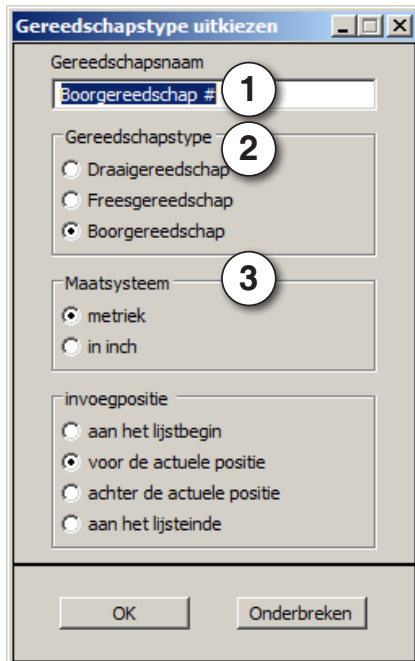 Gereedschapstype uitkiezen
Gereedschapsnaam
Boorgereedschap # 1
Gereedschapstype 2
Draaigereedschap
Freesgereedschap
Boorgereedschap
Maatsysteem 3
metriek
in inch
invoegpositie
aan het lijstbegin
voor de actuele positie
achter de actuele positie
aan het lijsteinde
OK Onderbreken